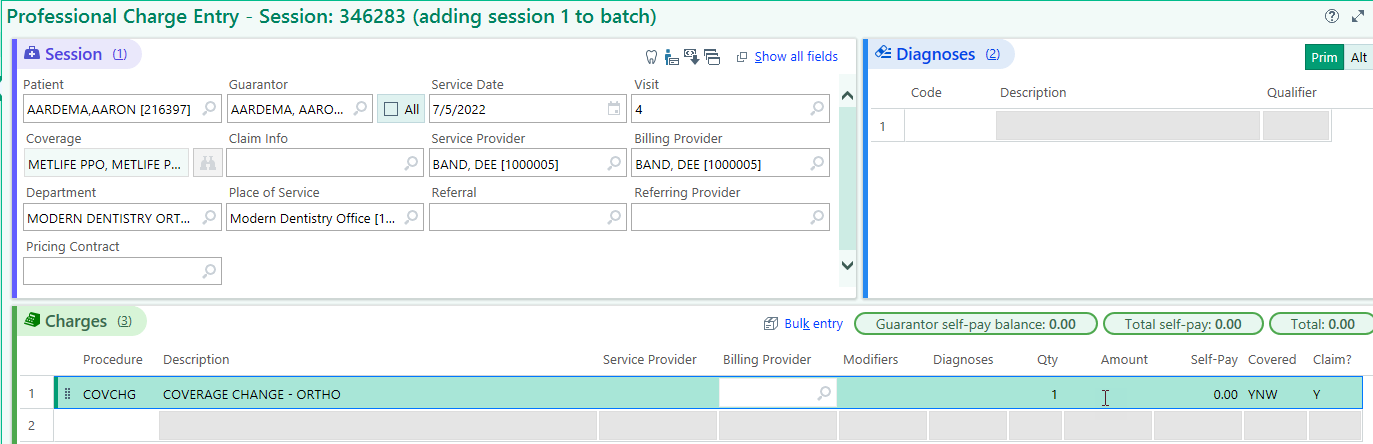 Professional Charge Entry - Session: 346283 (adding session 1 to batch)
Session (1)
Show all fields
Patient Guarantor Service Date Visit
AARDEMA,AARON [216397] AARDEMA, AARO... All 7/5/2022 4
Coverage Claim Info Service Provider Billing Provider
METLIFE PPO, METLIFE P... BAND, DEE [1000005] BAND, DEE [1000005]
Department Place of Service Referral Referring Provider
MODERN DENTISTRY ORT... Modern Dentistry Office [1...
Pricing Contract
Diagnoses (2)
Prim Alt
Code Description Qualifier
1
Charges (3)
Bulk entry Guarantor self-pay balance: 0.00 Total self-pay: 0.00 Total: 0.00
Procedure Description Service Provider Billing Provider Modifiers Diagnoses Qty Amount Self-Pay Covered Claim?
1 COVCHG COVERAGE CHANGE - ORTHO 1 0.00 YNW Y
2